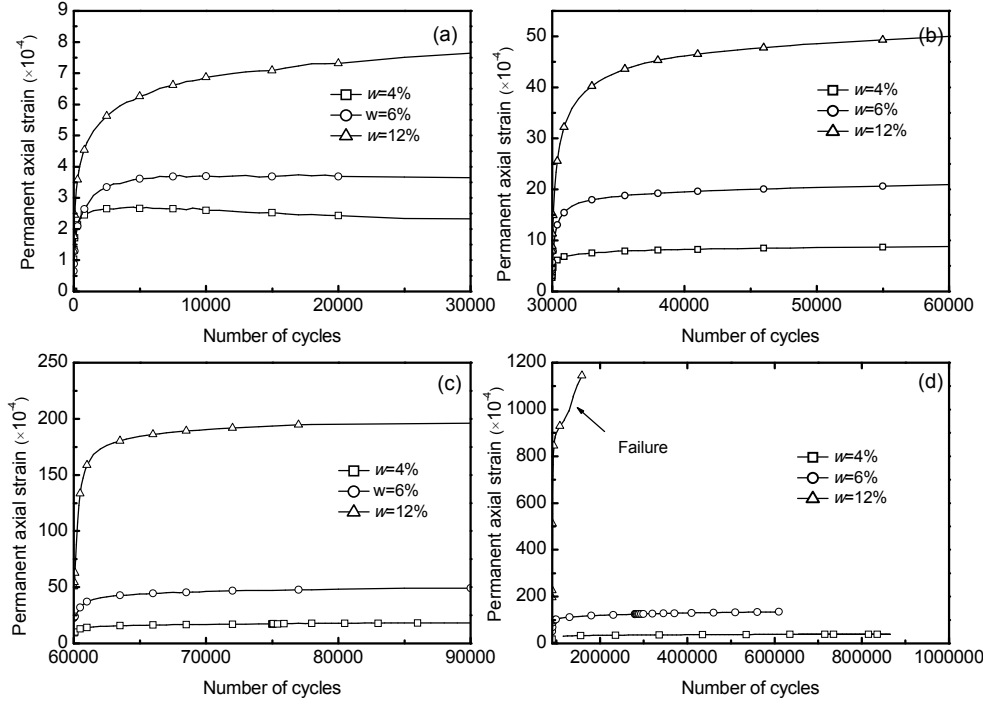 (a)
Permanent axial strain (×10⁻⁴)
9
8
7
6
5
4
3
2
1
0
w=4%
w=6%
w=12%
0
10000
20000
30000
Number of cycles
(b)
Permanent axial strain (×10⁻⁴)
50
40
30
20
10
0
w=4%
w=6%
w=12%
30000
40000
50000
60000
Number of cycles
(c)
Permanent axial strain (×10⁻⁴)
250
200
150
100
50
0
w=4%
w=6%
w=12%
60000
70000
80000
90000
Number of cycles
(d)
Permanent axial strain (×10⁻⁴)
1200
1000
800
600
400
200
0
Failure
w=4%
w=6%
w=12%
200000
400000
600000
800000
1000000
Number of cycles